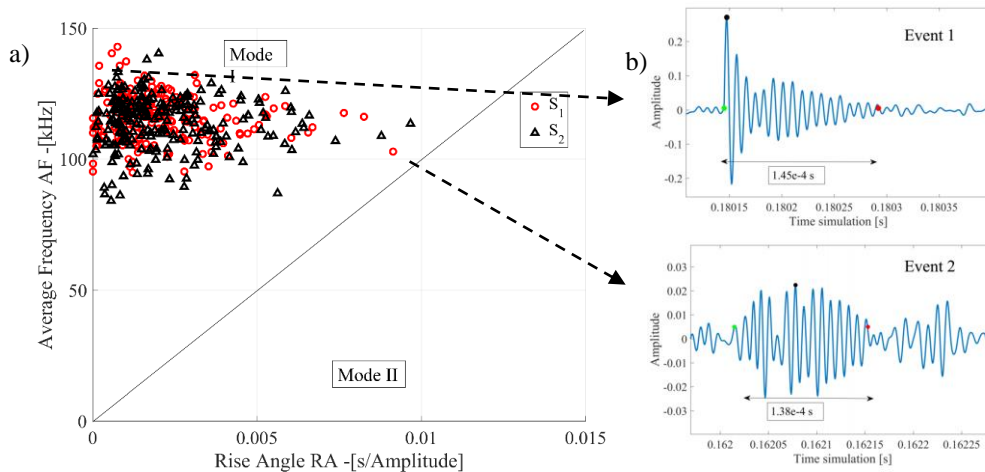 a)
150
100
50
0
Average Frequency AF -[kHz]
Mode I
S1
S2
Mode II
0
0.005
0.01
0.015
Rise Angle RA -[s/Amplitude]
b)
Event 1
0.2
0.1
0
-0.1
-0.2
Amplitude
1.45e-4 s
0.18015
0.1802
0.18025
0.1803
0.18035
Time simulation [s]
Event 2
0.03
0.02
0.01
0
-0.01
-0.02
-0.03
Amplitude
1.38e-4 s
0.162
0.16205
0.1621
0.16215
0.1622
0.16225
Time simulation [s]